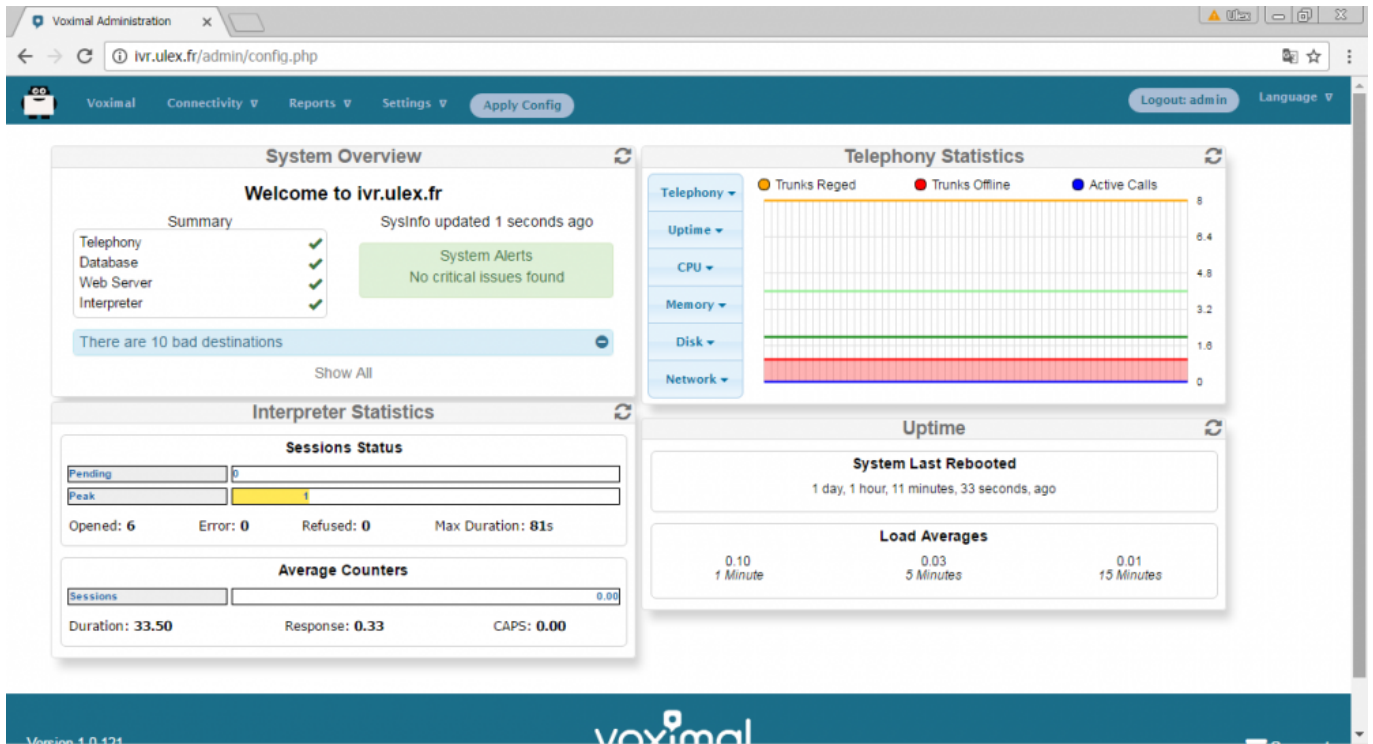 Voximal Administration
Ulex
ivr.ulex.fr/admin/config.php
Voximal Connectivity Reports Settings Apply Config Logout: admin Language
System Overview
Welcome to ivr.ulex.fr
Summary
SysInfo updated 1 seconds ago
Telephony
Database
Web Server
Interpreter
System Alerts
No critical issues found
There are 10 bad destinations
Show All
Telephony Statistics
Telephony
Uptime
CPU
Memory
Disk
Network
Trunks Reged Trunks Offline Active Calls
8
6.4
4.8
3.2
1.6
0
Interpreter Statistics
Sessions Status
Pending 0
Peak 1
Opened: 6 Error: 0 Refused: 0 Max Duration: 81s
Average Counters
Sessions 0.00
Duration: 33.50 Response: 0.33 CAPS: 0.00
Uptime
System Last Rebooted
1 day, 1 hour, 11 minutes, 33 seconds, ago
Load Averages
0.10 0.03 0.01
1 Minute 5 Minutes 15 Minutes
Version 1.0.121
voximal